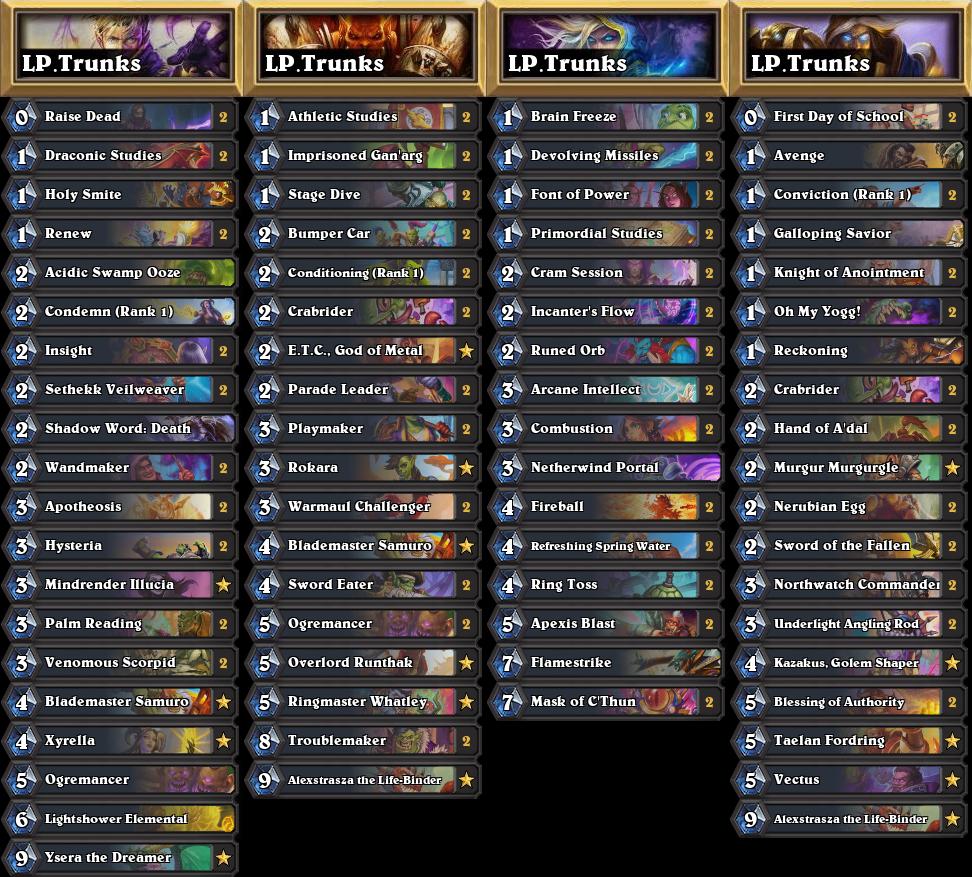 LP.Trunks
0 Raise Dead 2
1 Draconic Studies 2
1 Holy Smite 2
1 Renew 2
2 Acidic Swamp Ooze
2 Condemn (Rank 1)
2 Insight 2
2 Sethekk Veilweaver 2
2 Shadow Word: Death
2 Wandmaker 2
3 Apotheosis 2
3 Hysteria 2
3 Mindrender Illucia
3 Palm Reading 2
3 Venomous Scorpid 2
4 Blademaster Samuro
4 Xyrella
5 Ogremancer
6 Lightshower Elemental
9 Ysera the Dreamer
LP.Trunks
1 Athletic Studies 2
1 Imprisoned Gan'arg 2
1 Stage Dive 2
2 Bumper Car 2
2 Conditioning (Rank 1) 2
2 Crabrider 2
2 E.T.C., God of Metal
2 Parade Leader 2
3 Playmaker 2
3 Rokara
3 Warmaul Challenger 2
4 Blademaster Samuro
4 Sword Eater 2
5 Ogremancer 2
5 Overlord Runthak
5 Ringmaster Whatley
8 Troublemaker 2
9 Alexstrasza the Life-Binder
LP.Trunks
1 Brain Freeze 2
1 Devolving Missiles 2
1 Font of Power 2
1 Primordial Studies 2
2 Cram Session 2
2 Incanter's Flow 2
2 Runed Orb 2
3 Arcane Intellect 2
3 Combustion 2
3 Netherwind Portal
4 Fireball 2
4 Refreshing Spring Water 2
4 Ring Toss 2
5 Apexis Blast 2
7 Flamestrike
7 Mask of C'Thun 2
LP.Trunks
0 First Day of School 2
1 Avenge
1 Conviction (Rank 1) 2
1 Galloping Savior
1 Knight of Anointment 2
1 Oh My Yogg! 2
1 Reckoning
2 Crabrider 2
2 Hand of A'dal 2
2 Murgur Murgurgle
2 Nerubian Egg 2
2 Sword of the Fallen 2
3 Northwatch Commander 2
3 Underlight Angling Rod 2
4 Kazakus, Golem Shaper
5 Blessing of Authority 2
5 Taelan Fordring
5 Vectus
9 Alexstrasza the Life-Binder